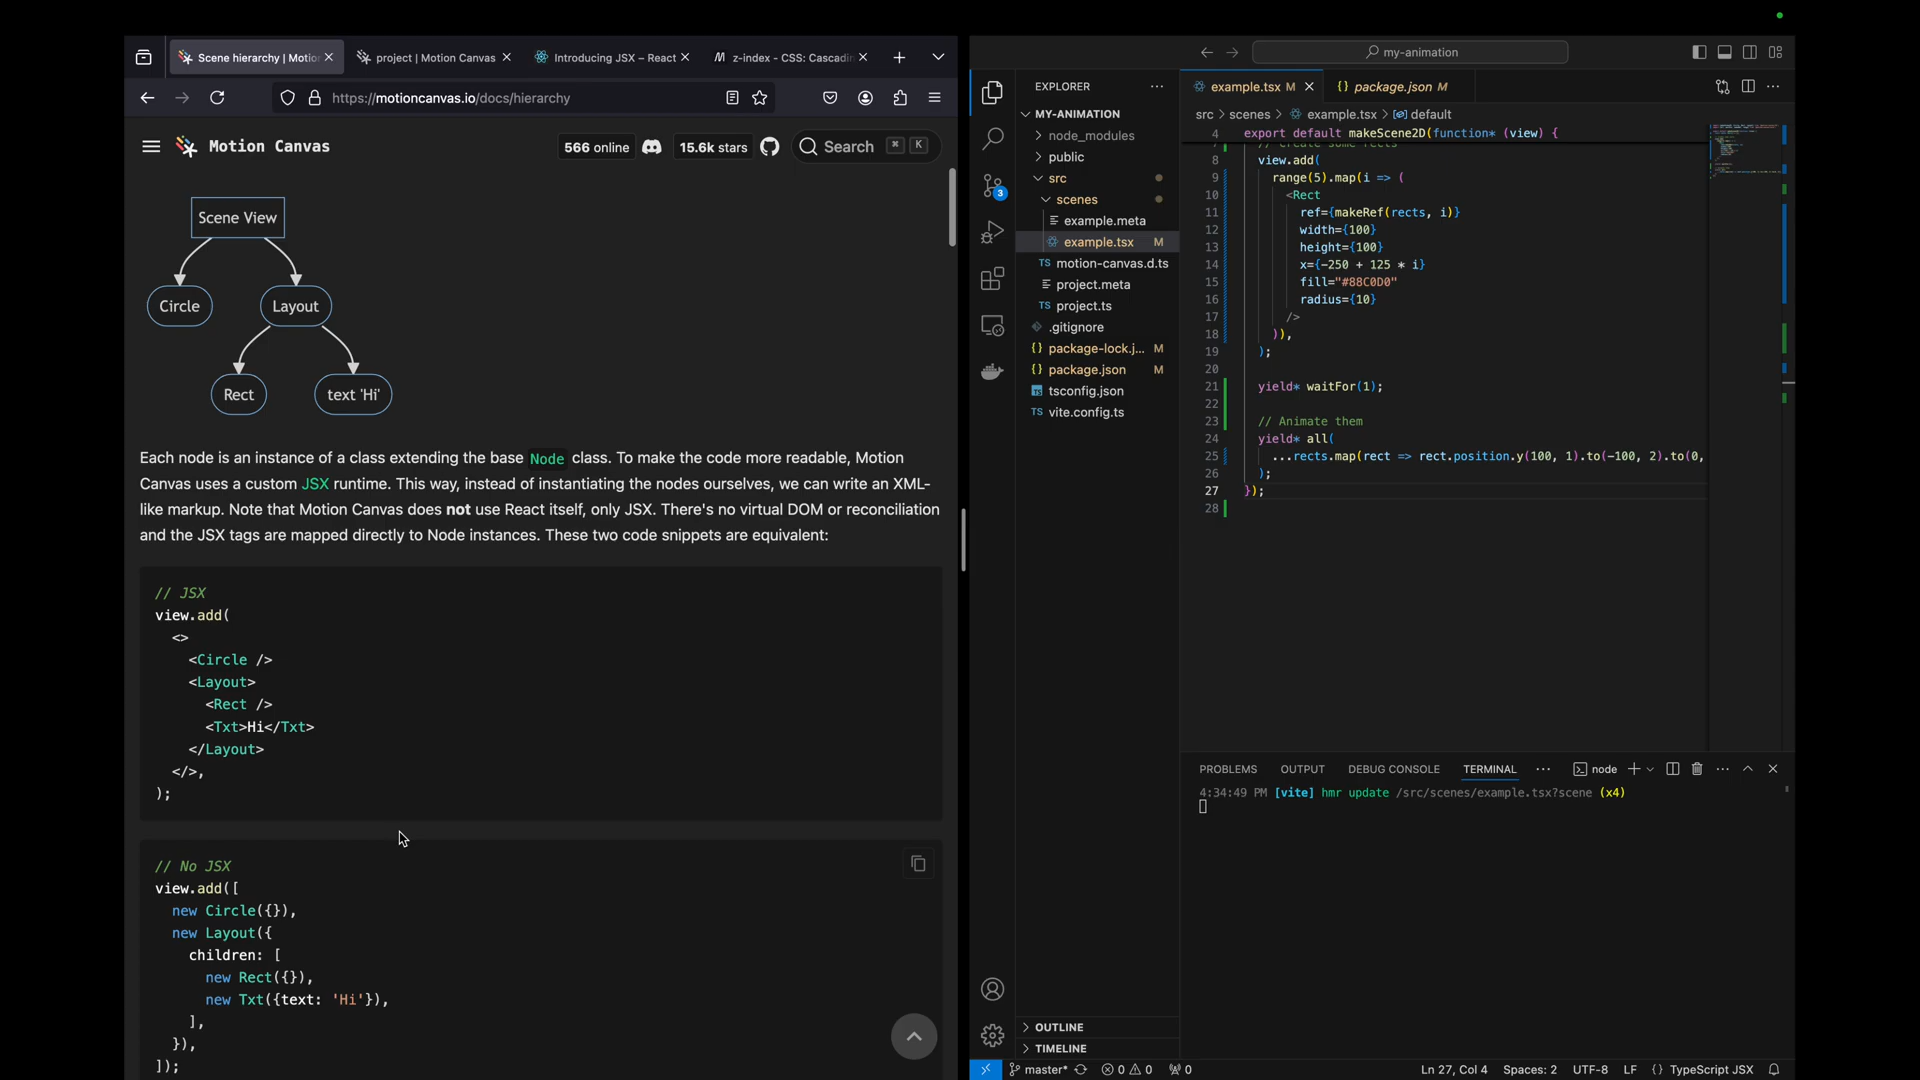 Scene hierarchy | Motion
project | Motion Canvas
Introducing JSX – React
z-index - CSS: Cascadin
https://motioncanvas.io/docs/hierarchy
Motion Canvas
566 online
15.6k stars
Search
K
Scene View
Circle
Layout
Rect
text 'Hi'
Each node is an instance of a class extending the base Node class. To make the code more readable, Motion
Canvas uses a custom JSX runtime. This way, instead of instantiating the nodes ourselves, we can write an XML-
like markup. Note that Motion Canvas does not use React itself, only JSX. There's no virtual DOM or reconciliation
and the JSX tags are mapped directly to Node instances. These two code snippets are equivalent:
// JSX
view.add(
<>
<Circle />
<Layout>
<Rect />
<Txt>Hi</Txt>
</Layout>
</>,
);
// No JSX
view.add([
new Circle({}),
new Layout({
children: [
new Rect({}),
new Txt({text: 'Hi'}),
],
}),
]);
my-animation
EXPLORER
MY-ANIMATION
node_modules
public
src
scenes
example.meta
example.tsx M
TS motion-canvas.d.ts
project.meta
TS project.ts
.gitignore
{} package-lock.j... M
{} package.json M
tsconfig.json
TS vite.config.ts
3
OUTLINE
TIMELINE
example.tsx M
{} package.json M
src > scenes > example.tsx > default
4 export default makeScene2D(function* (view) {
7 // Create some rects
8 view.add(
9 range(5).map(i => (
10 <Rect
11 ref={makeRef(rects, i)}
12 width={100}
13 height={100}
14 x={-250 + 125 * i}
15 fill="#88C0D0"
16 radius={10}
17 />
18 )),
19 );
20
21 yield* waitFor(1);
22
23 // Animate them
24 yield* all(
25 ...rects.map(rect => rect.position.y(100, 1).to(-100, 2).to(0,
26 );
27 });
28
PROBLEMS OUTPUT DEBUG CONSOLE TERMINAL
node
4:34:49 PM [vite] hmr update /src/scenes/example.tsx?scene (x4)
master* 0 0 0
Ln 27, Col 4 Spaces: 2 UTF-8 LF {} TypeScript JSX